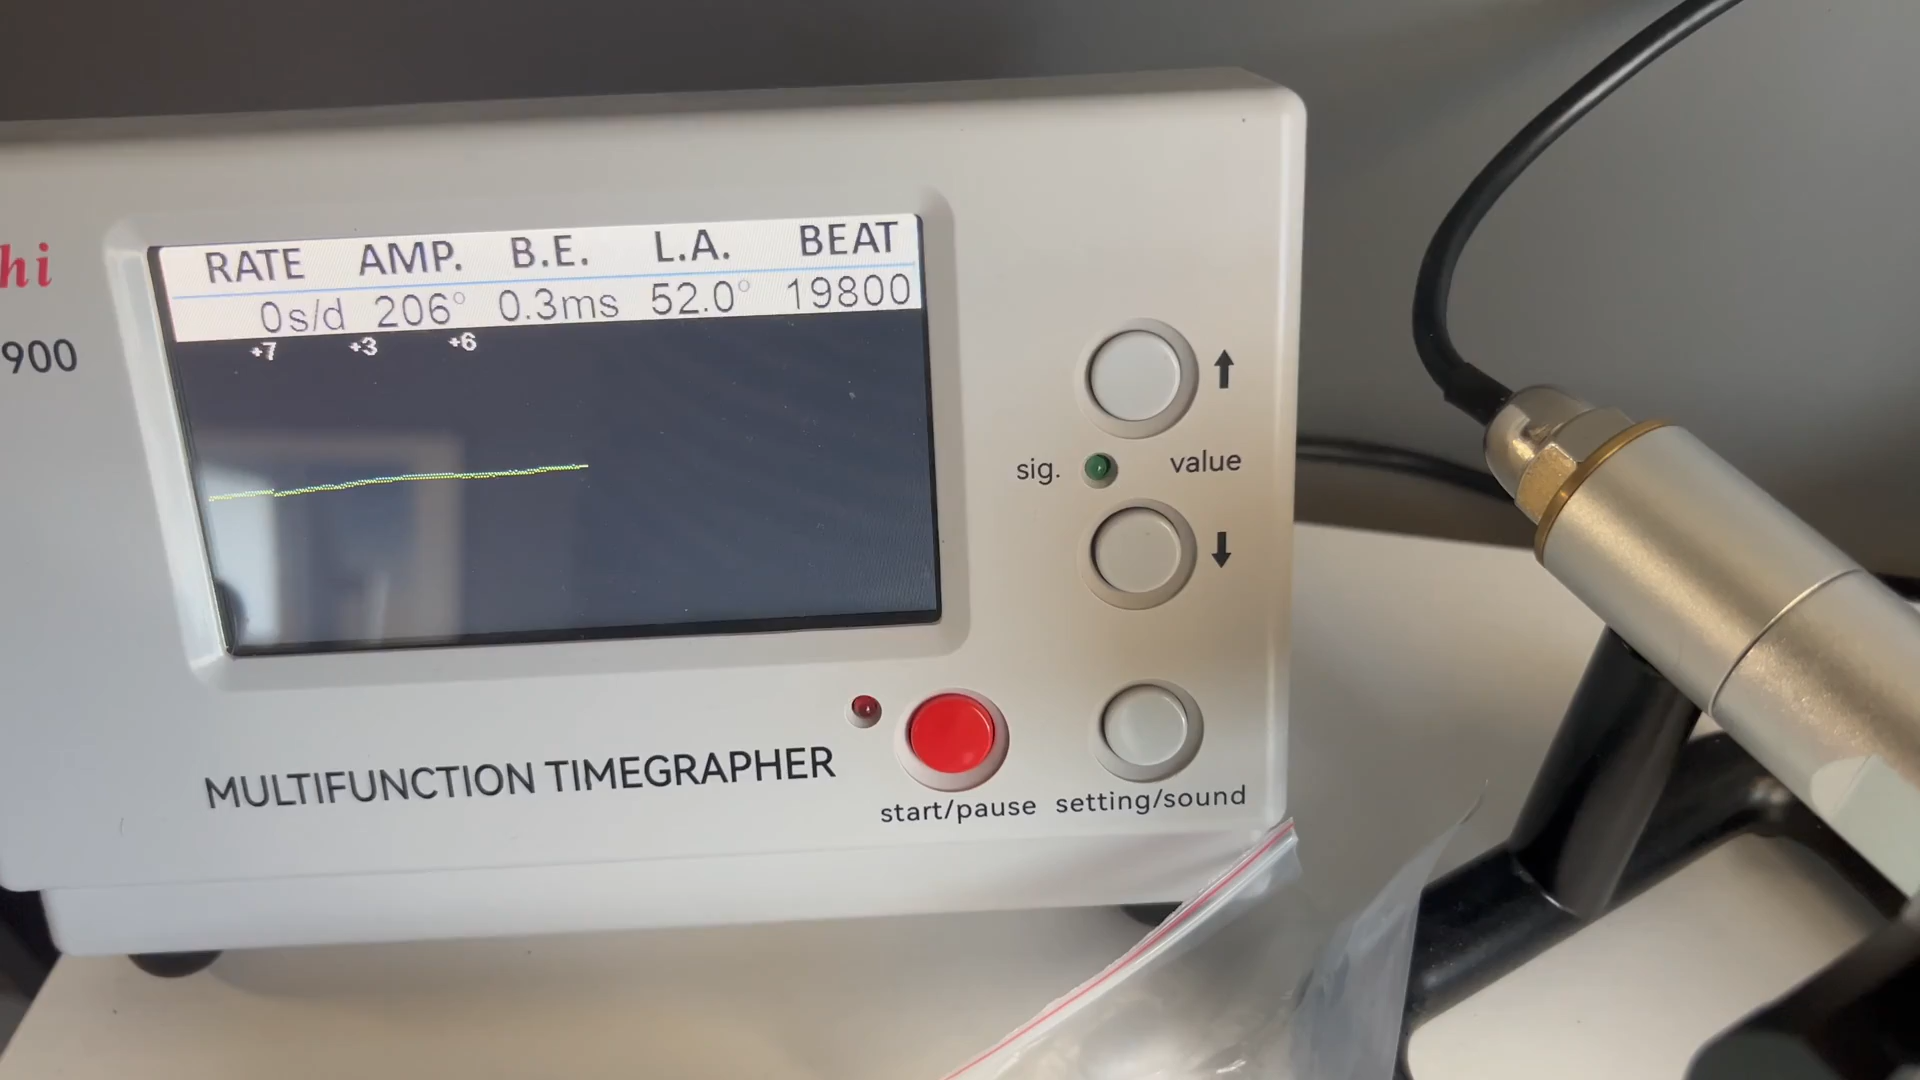 hi
900
RATE AMP. B.E. L.A. BEAT
0s/d 206° 0.3ms 52.0° 19800
+7 +3 +6
sig. value
MULTIFUNCTION TIMEGRAPHER
start/pause setting/sound